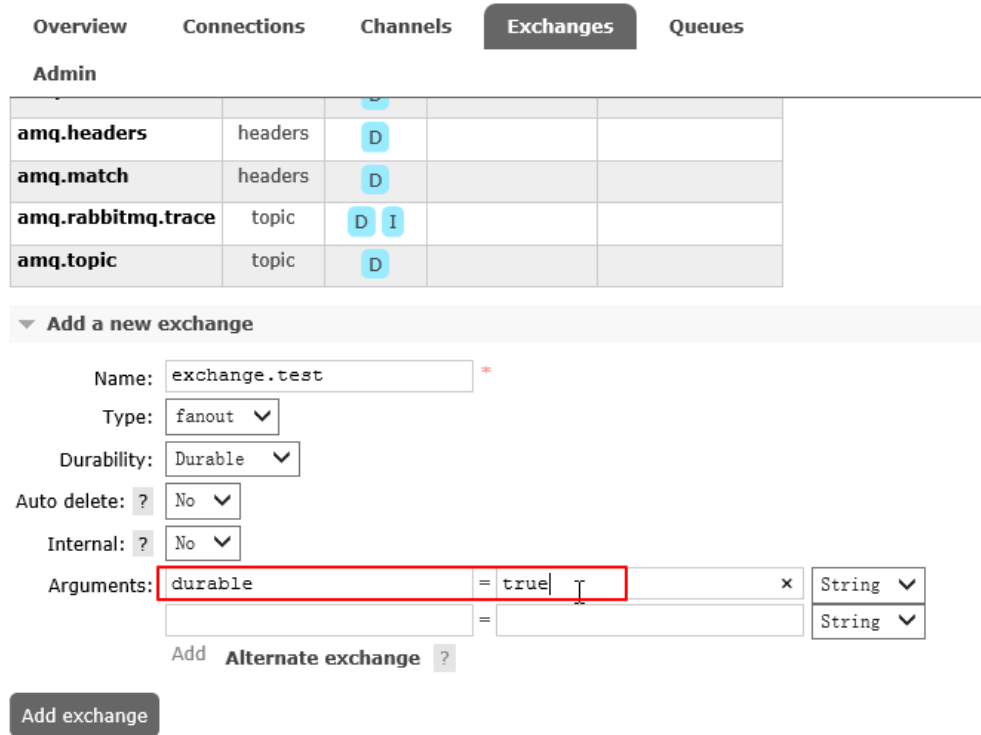 Overview Connections Channels Exchanges Queues
Admin
D
amq.headers headers D
amq.match headers D
amq.rabbitmq.trace topic D I
amq.topic topic D
Add a new exchange
Name: exchange.test *
Type: fanout
Durability: Durable
Auto delete: ? No
Internal: ? No
Arguments: durable = true × String
= String
Add Alternate exchange ?
Add exchange